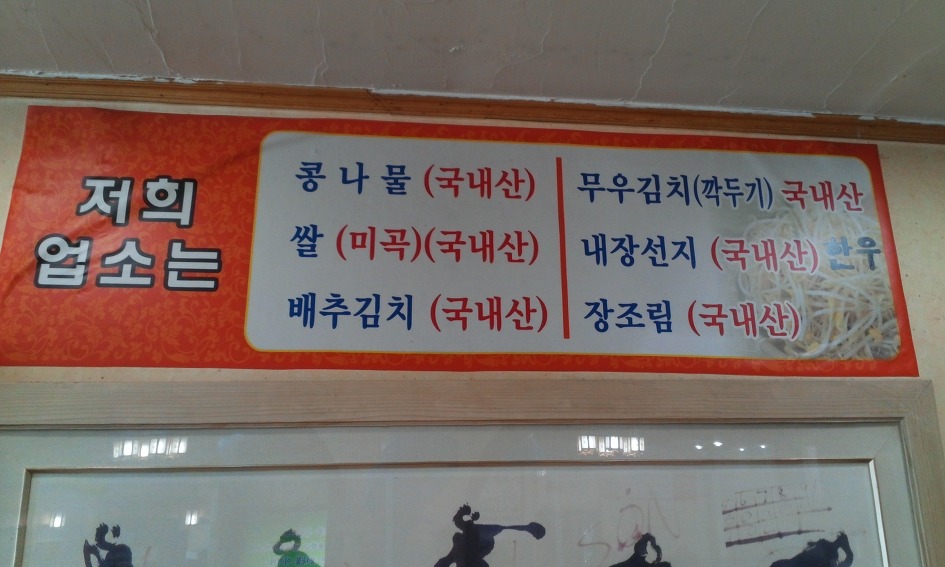 저희
업소는
콩나물 (국내산)
쌀 (미곡)(국내산)
배추김치 (국내산)
무우김치(깍두기) 국내산
내장선지 (국내산) 한우
장조림 (국내산)